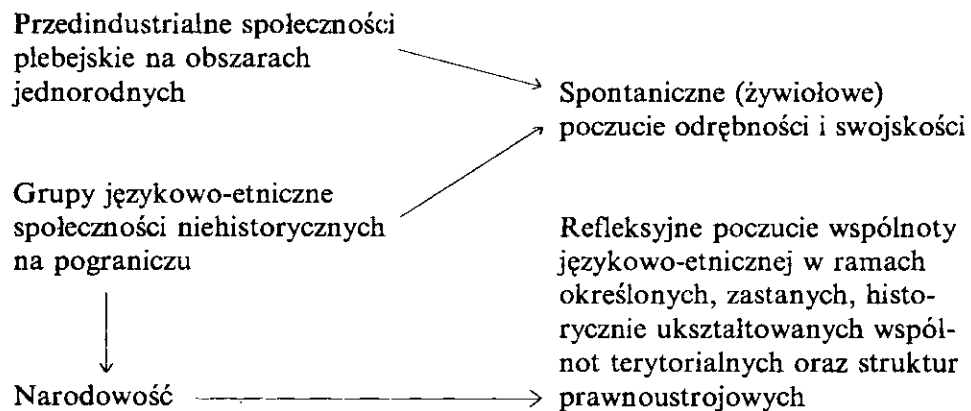 Przedindustrialne społeczności
plebejskie na obszarach
jednorodnych
Spontaniczne (żywiołowe)
poczucie odrębności i swojskości
Grupy językowo-etniczne
społeczności niehistorycznych
na pograniczu
Refleksyjne poczucie wspólnoty
językowo-etnicznej w ramach
określonych, zastanych, histo-
rycznie ukształtowanych wspól-
not terytorialnych oraz struktur
prawnoustrojowych
Narodowość